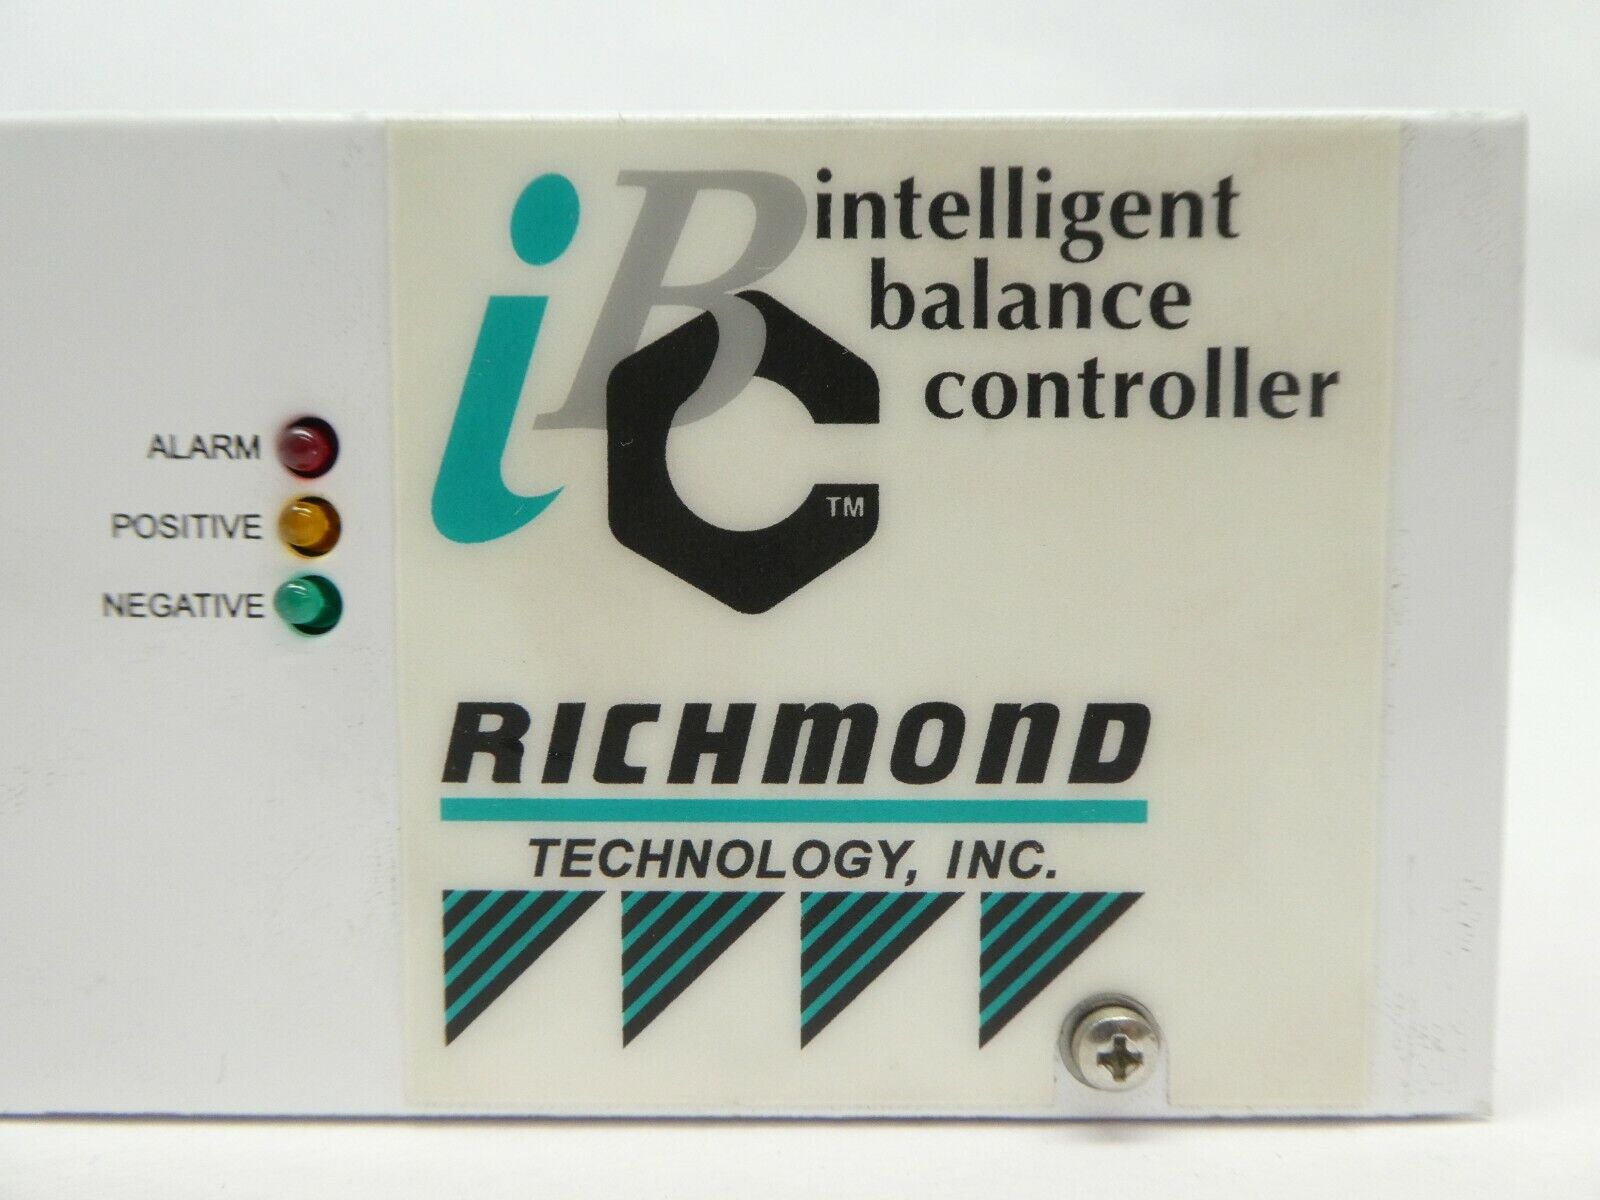 ALARM
POSITIVE
NEGATIVE
iBC
TM
intelligent
balance
controller
RICHMOND
TECHNOLOGY, INC.